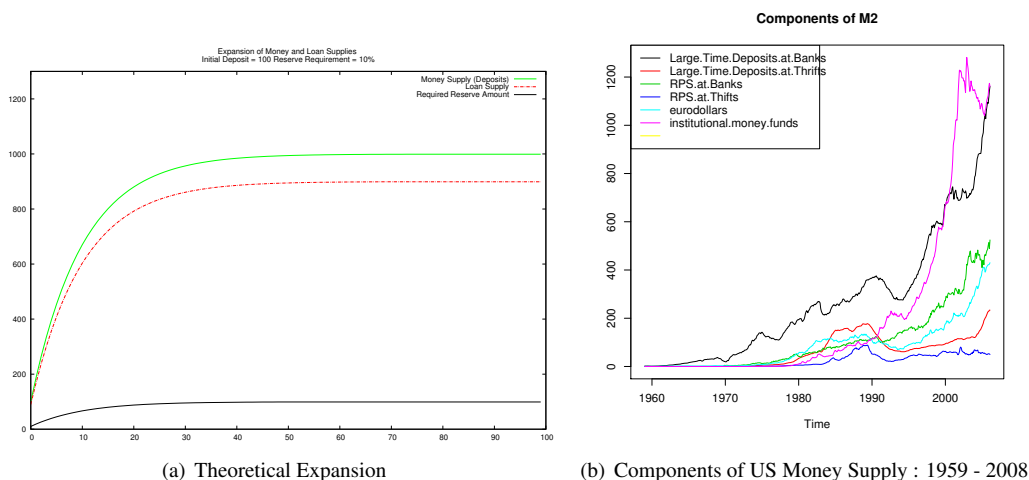 Expansion of Money and Loan Supplies
Initial Deposit = 100 Reserve Requirement = 10%
Money Supply (Deposits)
Loan Supply
Required Reserve Amount
1200
1000
800
600
400
200
0
0 10 20 30 40 50 60 70 80 90 100
(a) Theoretical Expansion
Components of M2
Large.Time.Deposits.at.Banks
Large.Time.Deposits.at.Thrifts
RPS.at.Banks
RPS.at.Thifts
eurodollars
institutional.money.funds
1200
1000
800
600
400
200
0
1960 1970 1980 1990 2000
Time
(b) Components of US Money Supply : 1959 - 2008